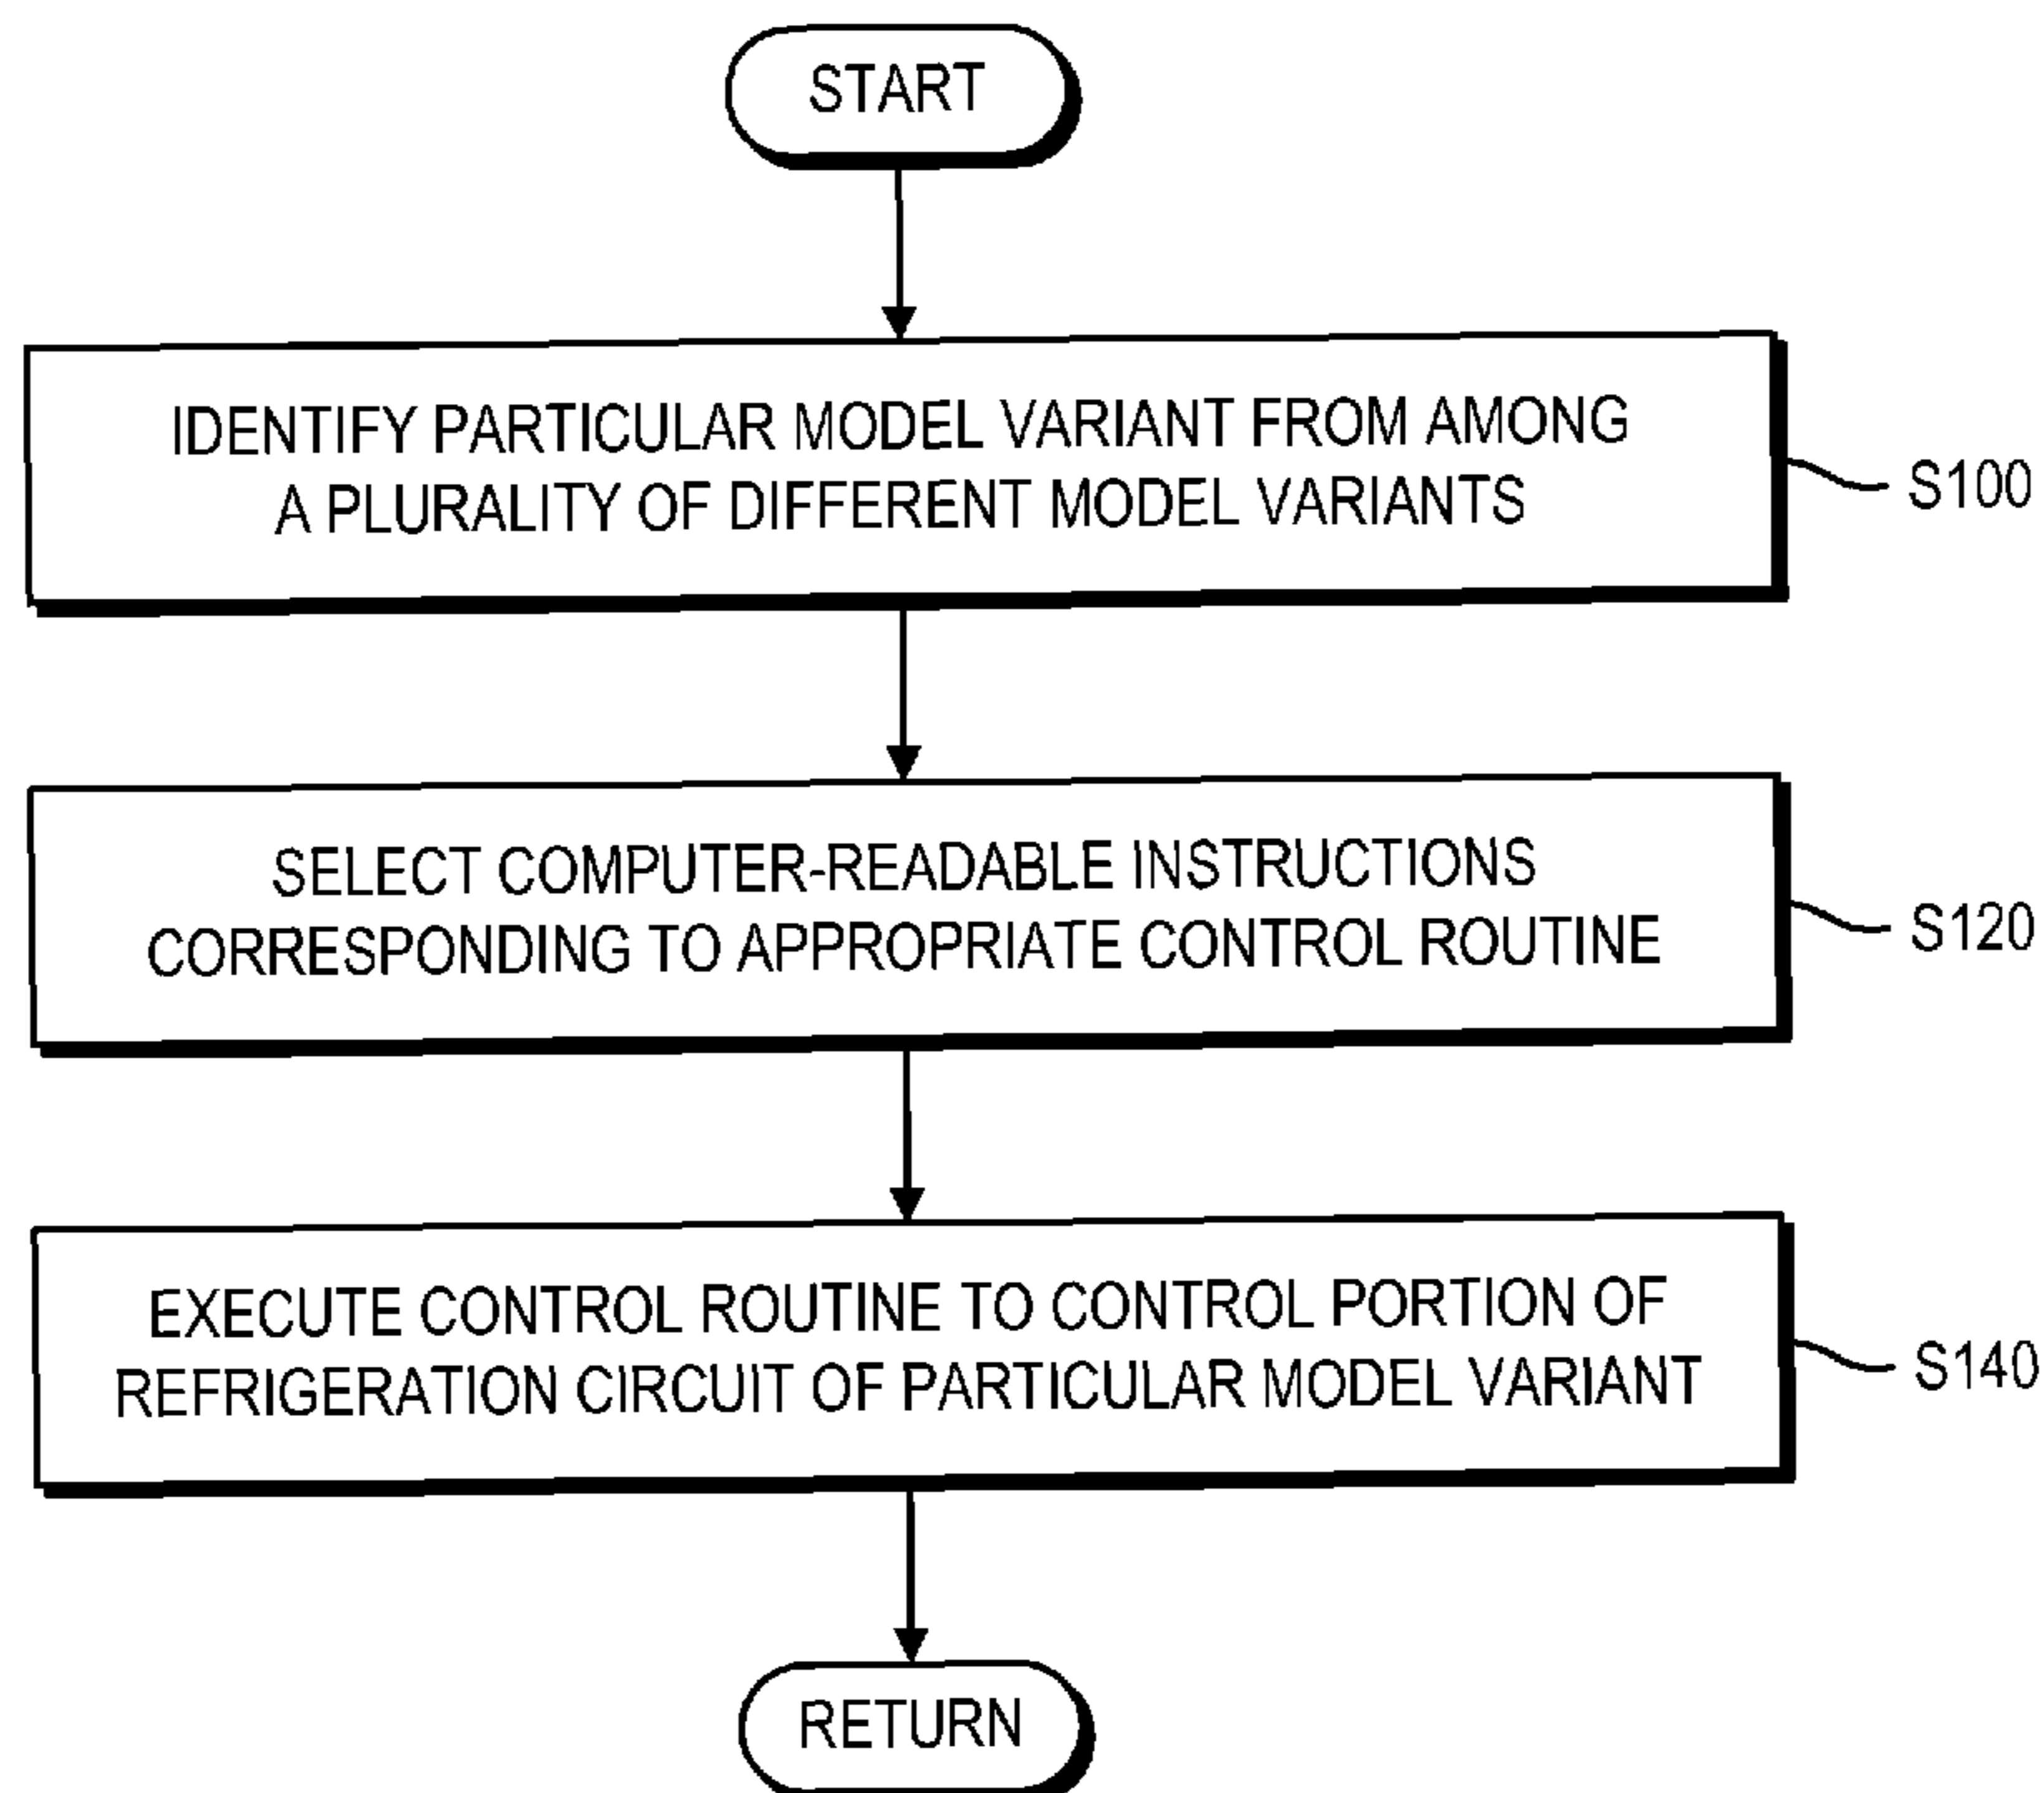 START
IDENTIFY PARTICULAR MODEL VARIANT FROM AMONG
A PLURALITY OF DIFFERENT MODEL VARIANTS
S100
SELECT COMPUTER-READABLE INSTRUCTIONS
CORRESPONDING TO APPROPRIATE CONTROL ROUTINE
S120
EXECUTE CONTROL ROUTINE TO CONTROL PORTION OF
REFRIGERATION CIRCUIT OF PARTICULAR MODEL VARIANT
S140
RETURN